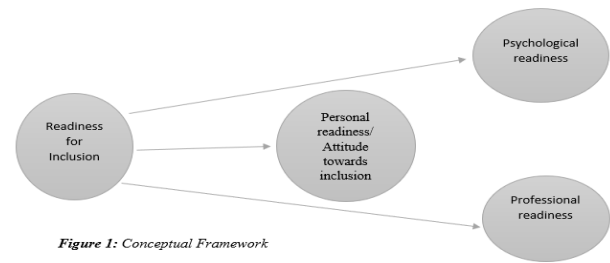 Psychological
readiness
Readiness
for
Inclusion
Personal
readiness/
Attitude
towards
inclusion
Professional
readiness
Figure 1: Conceptual Framework